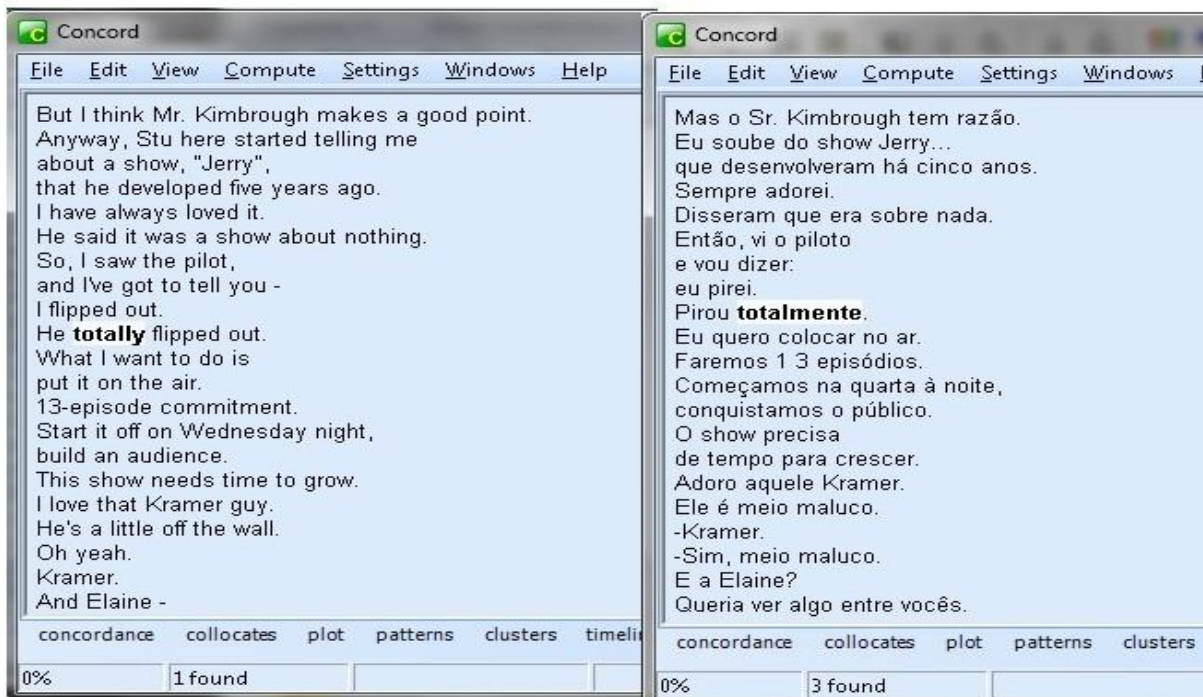 Concord
File Edit View Compute Settings Windows Help
But I think Mr. Kimbrough makes a good point.
Anyway, Stu here started telling me
about a show, "Jerry",
that he developed five years ago.
I have always loved it.
He said it was a show about nothing.
So, I saw the pilot,
and I've got to tell you -
I flipped out.
He totally flipped out.
What I want to do is
put it on the air.
13-episode commitment.
Start it off on Wednesday night,
build an audience.
This show needs time to grow.
I love that Kramer guy.
He's a little off the wall.
Oh yeah.
Kramer.
And Elaine -
concordance collocates plot patterns clusters
0% 1 found
Concord
File Edit View Compute Settings Windows
Mas o Sr. Kimbrough tem razão.
Eu soube do show Jerry...
que desenvolveram há cinco anos.
Sempre adorei.
Disseram que era sobre nada.
Então, vi o piloto
e vou dizer:
eu pirei.
Pirou totalmente.
Eu quero colocar no ar.
Faremos 1 3 episódios.
Começamos na quarta à noite,
conquistamos o público.
O show precisa
de tempo para crescer.
Adoro aquele Kramer.
Ele é meio maluco.
-Kramer.
-Sim, meio maluco.
E a Elaine?
Queria ver algo entre vocês.
concordance collocates plot patterns clusters
0% 3 found